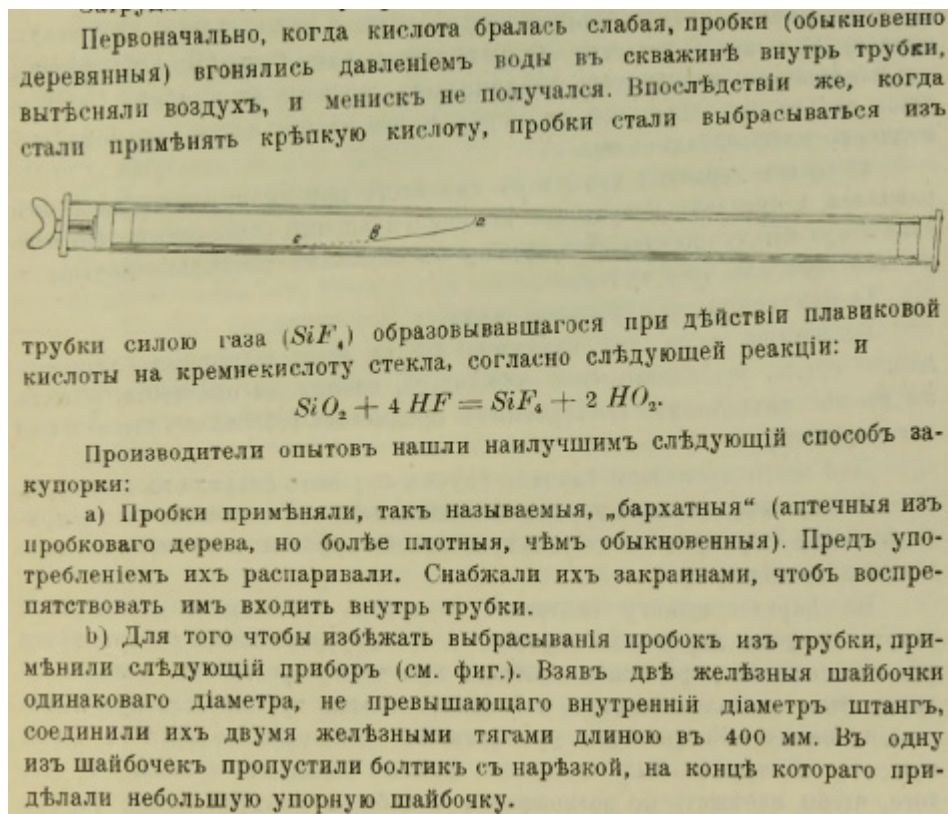 Первоначально, когда кислота бралась слабая, пробки (обыкновенно
деревянныя) вгонялись давленіемъ воды въ скважинѣ внутрь трубки,
вытѣсняли воздухъ, и менискъ не получался. Впослѣдствіи же, когда
стали примѣнять крѣпкую кислоту, пробки стали выбрасываться изъ
c в a
трубки силою газа (SiF₄) образовывавшагося при дѣйствіи плавиковой
кислоты на кремнекислоту стекла, согласно слѣдующей реакціи: и
SiO₂ + 4 HF = SiF₄ + 2 HO₂.
Производители опытовъ нашли наилучшимъ слѣдующій способъ за-
купорки:
a) Пробки примѣняли, такъ называемыя, „бархатныя“ (аптечныя изъ
пробковаго дерева, но болѣе плотныя, чѣмъ обыкновенныя). Предъ упо-
требленіемъ ихъ распаривали. Снабжали ихъ закраинами, чтобъ воспре-
пятствовать имъ входить внутрь трубки.
b) Для того чтобы избѣжать выбрасыванія пробокъ изъ трубки, при-
мѣнили слѣдующій приборъ (см. фиг.). Взявъ двѣ желѣзныя шайбочки
одинаковаго діаметра, не превышающаго внутренній діаметръ штангъ,
соединили ихъ двумя желѣзными тягами длиною въ 400 мм. Въ одну
изъ шайбочекъ пропустили болтикъ съ нарѣзкой, на концѣ котораго при-
дѣлали небольшую упорную шайбочку.